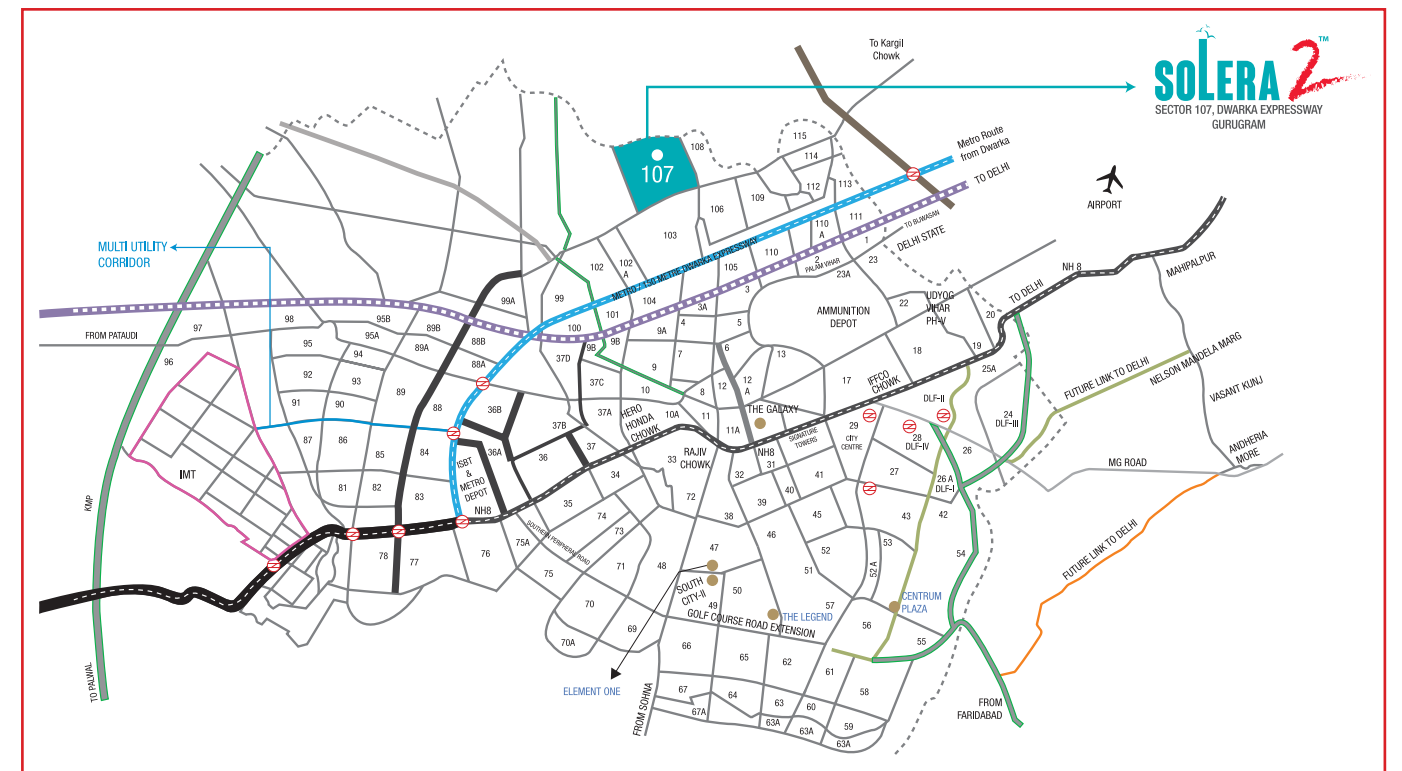 To Kargil
Chowk
SOLERA 2™
SECTOR 107, DWARKA EXPRESSWAY
GURUGRAM
115
108
114
Metro Route
from Dwarka
107
TO DELHI
112
113
109
AIRPORT
106
111
110
A
TO BIJWASAN
1
DELHI STATE
103
MULTI UTILITY
CORRIDOR
METRO / 150 METRE DWARKA EXPRESSWAY
110
2
PALAM VIHAR
23
23A
102
102
A
105
3
NH 8
MAHIPALPUR
TO DELHI
99A
99
101
104
3A
AMMUNITION
DEPOT
22
UDYOG
VIHAR
PH-V
20
FROM PATAUDI
97
98
95B
95A
89B
88B
100
9A
4
5
9B
9B
95
94
89A
88A
37D
7
6
13
18
19
96
92
93
9
12
12
A
17
IFFCO
CHOWK
25A
FUTURE LINK TO DELHI
NELSON MANDELA MARG
VASANT KUNJ
91
90
89
88
36B
37C
10
8
DLF-II
37A
HERO
HONDA
CHOWK
10A
11
THE GALAXY
24
DLF-III
87
86
37B
11A
SIGNATURE
TOWERS
29
CITY
CENTRE
28
DLF-IV
26
ANDHERIA
MORE
85
84
ISBT
&
METRO
DEPOT
36A
36
37
33
RAJIV
CHOWK
NH8
31
32
41
27
26 A
DLF-I
MG ROAD
IMT
81
82
83
34
35
72
40
39
KMP
NH8
74
73
38
45
43
42
78
77
76
75A
SOUTHERN PERIPHERAL ROAD
75
71
48
47
46
52
53
54
51
52 A
FUTURE LINK TO DELHI
SOUTH
CITY-II
49
50
CENTRUM
PLAZA
70
THE LEGEND
57
56
GOLF COURSE ROAD EXTENSION
69
70A
66
65
62
61
55
TO PALWAL
ELEMENT ONE
67
64
63
60
58
67A
63A
63A
59
63A
FROM SOHNA
FROM
FARIDABAD